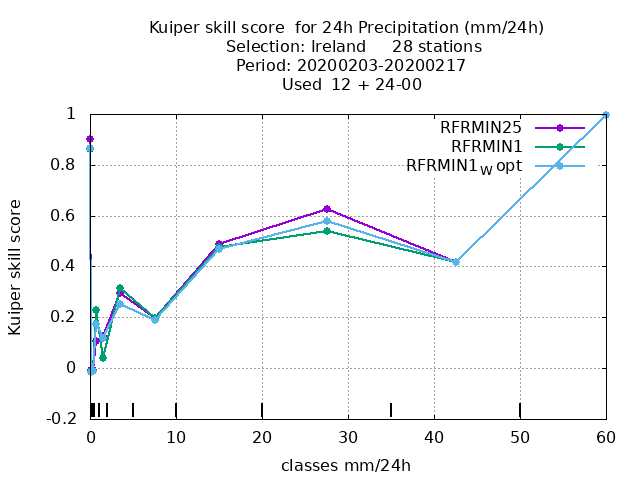 Kuiper skill score  for 24h Precipitation (mm/24h)
Selection: Ireland     28 stations
Period: 20200203-20200217
Used  12 + 24-00
RFRMIN25
RFRMIN1
RFRMIN1W opt
Kuiper skill score
1
0.8
0.6
0.4
0.2
0
-0.2
0 10 20 30 40 50 60
classes mm/24h